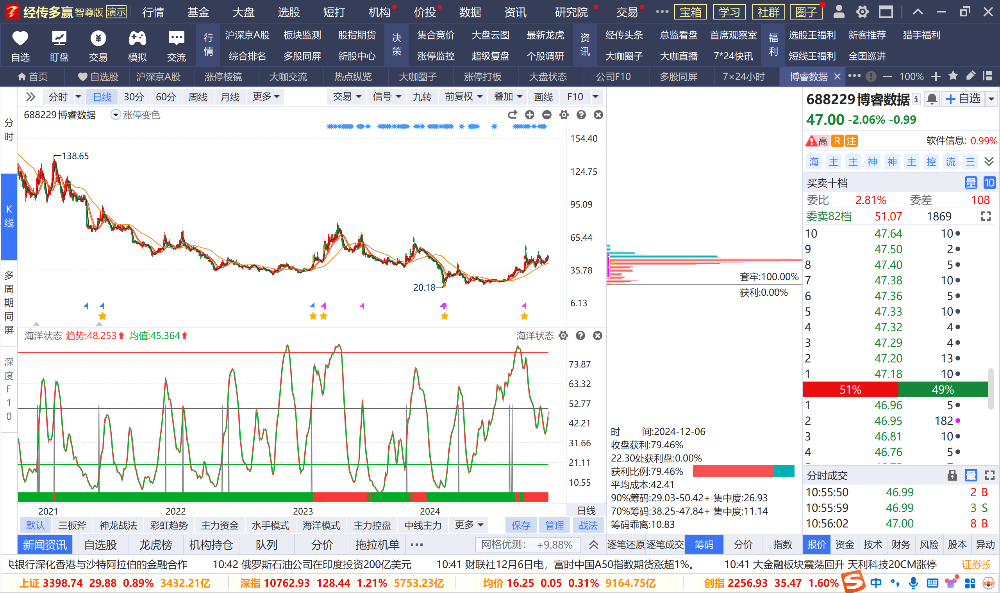 经传多赢 智尊版 演示 行情 基金 大盘 选股 短打 机构 价投 数据 资讯 研究院 交易 宝箱 学习 社群 圈子
自选 盯盘 交易 模拟 交流
行情 沪深京A股 板块监测 股指期货 决策 集合竞价 大盘云图 最新龙虎 资讯 经传头条 总监看盘 首席观察室 福利 选股王福利 新客推荐 猎手福利
综合排名 多股同屏 新股中心 涨停监控 超级复盘 个股调研 大咖圈子 大咖直播 7*24快讯 短线王福利 全国巡讲
首页 自选股 沪深京A股 涨停棱镜 大咖交流 热点纵览 大咖圈子 涨停打板 大盘状态 公司F10 多股同屏 7×24小时 博睿数据 100%
分时
K线
多周期同屏
深度F10
分时 日线 30分 60分 周线 月线 更多 交易 信号 九转 前复权 叠加 画线 F10
688229 博睿数据 涨停变色
154.40
138.65
124.75
95.09
65.44
35.78
20.18
6.13
套牢:100.00%
获利:0.00%
海洋状态 趋势:48.253 均值:45.364 海洋状态
73.87
63.32
52.77
42.21
31.66
21.11
10.55
2021 2022 2023 2024 日线
默认 三板斧 神龙战法 彩虹趋势 主力资金 水手模式 海洋模式 主力控盘 中线主力 更多 保存 管理 战法
新闻资讯 自选股 龙虎榜 机构持仓 队列 分价 拖拉机单 网格优测: +9.88%
时 间:2024-12-06
收盘获利:79.46%
22.30处获利盘:0.00%
获利比例:79.46%
平均成本:42.41
90%筹码:29.03-50.42+ 集中度:26.93
70%筹码:38.25-47.84+ 集中度:11.14
筹码乖离:10.83
逐笔还原 逐笔成交 筹码 分价 指数
688229 博睿数据 自选
47.00 -2.06% -0.99
高 R 注 软件信息: 0.99%
海 主 主 神 神 主 控 流 三
买卖十档 量 10
委比 2.81% 委差 108
委卖82档 51.07 1869
10 47.64 10
9 47.50 2
8 47.40 5
7 47.38 10
6 47.36 5
5 47.33 10
4 47.32 4
3 47.29 4
2 47.20 13
1 47.18 10
51% 49%
1 46.96 5
2 46.95 182
3 46.81 10
4 46.76 5
分时成交 量
10:55:50 46.99 2 B
10:55:59 46.99 3 S
10:56:02 47.00 8 B
报价 资金 技术 财务 风险 股本 异动
银行深化香港与沙特阿拉伯的金融合作 10:42 俄罗斯石油公司在印度投资200亿美元 10:41 财联社12月6日电，富时中国A50指数期货涨超1%。 10:41 大金融板块震荡回升 天利科技20CM涨停 证券投
上证 3398.74 29.88 0.89% 3432.21亿 深指 10762.93 128.44 1.21% 5753.23亿 均价 16.25 0.05 0.31% 9164.75亿 创指 2256.93 35.47 1.60% 中